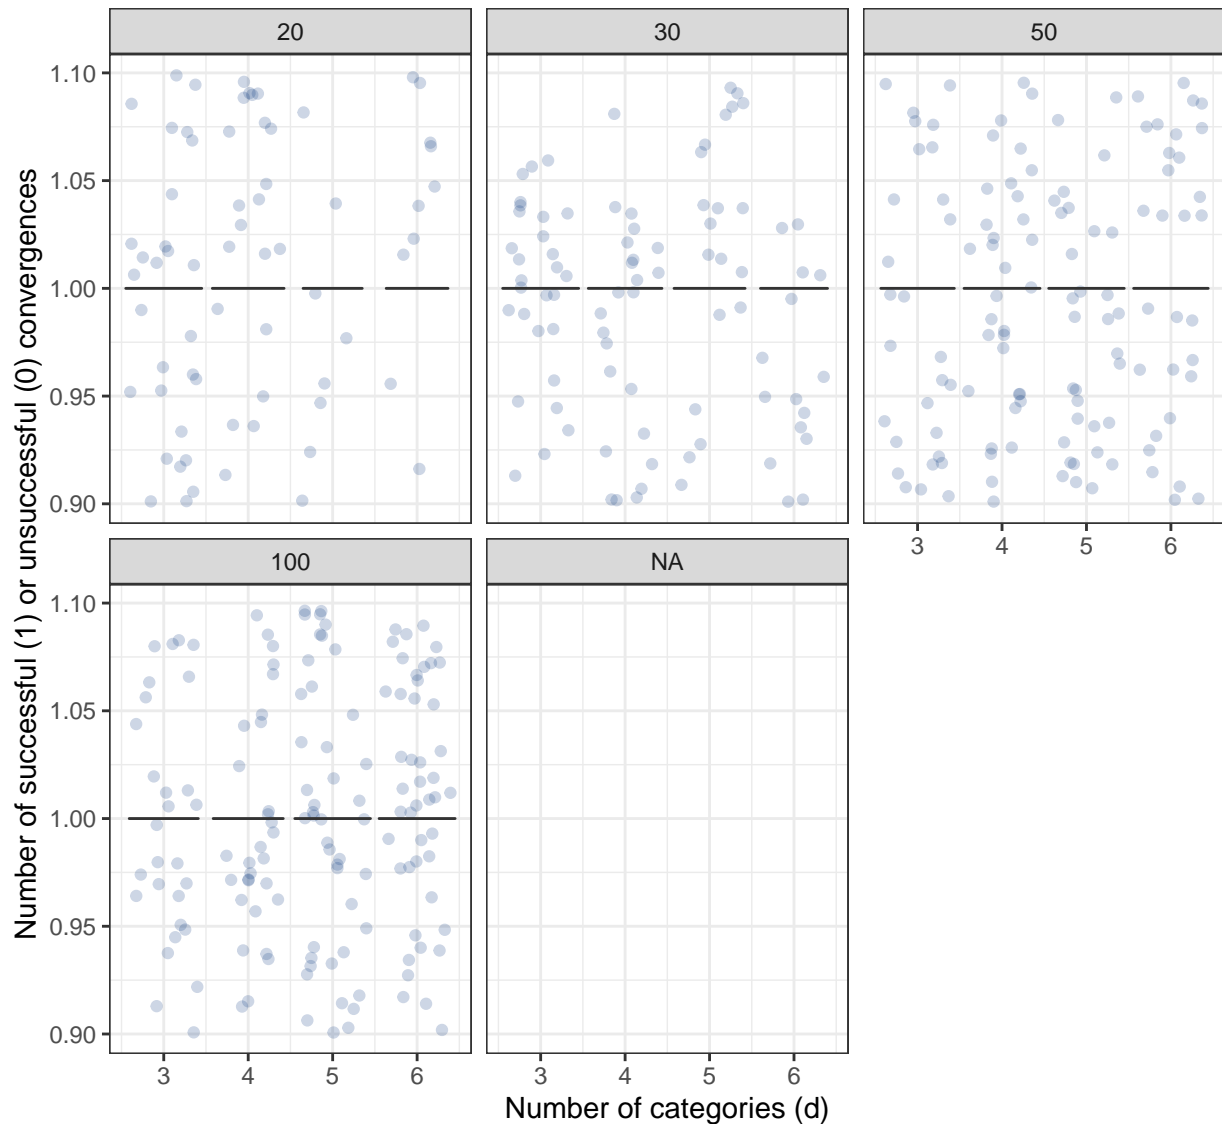 20
30
50
1.10
1.05
1.00
0.95
0.90
3 4 5 6
100
NA
1.10
1.05
1.00
0.95
0.90
3 4 5 6
3 4 5 6
Number of categories (d)
Number of successful (1) or unsuccessful (0) convergences